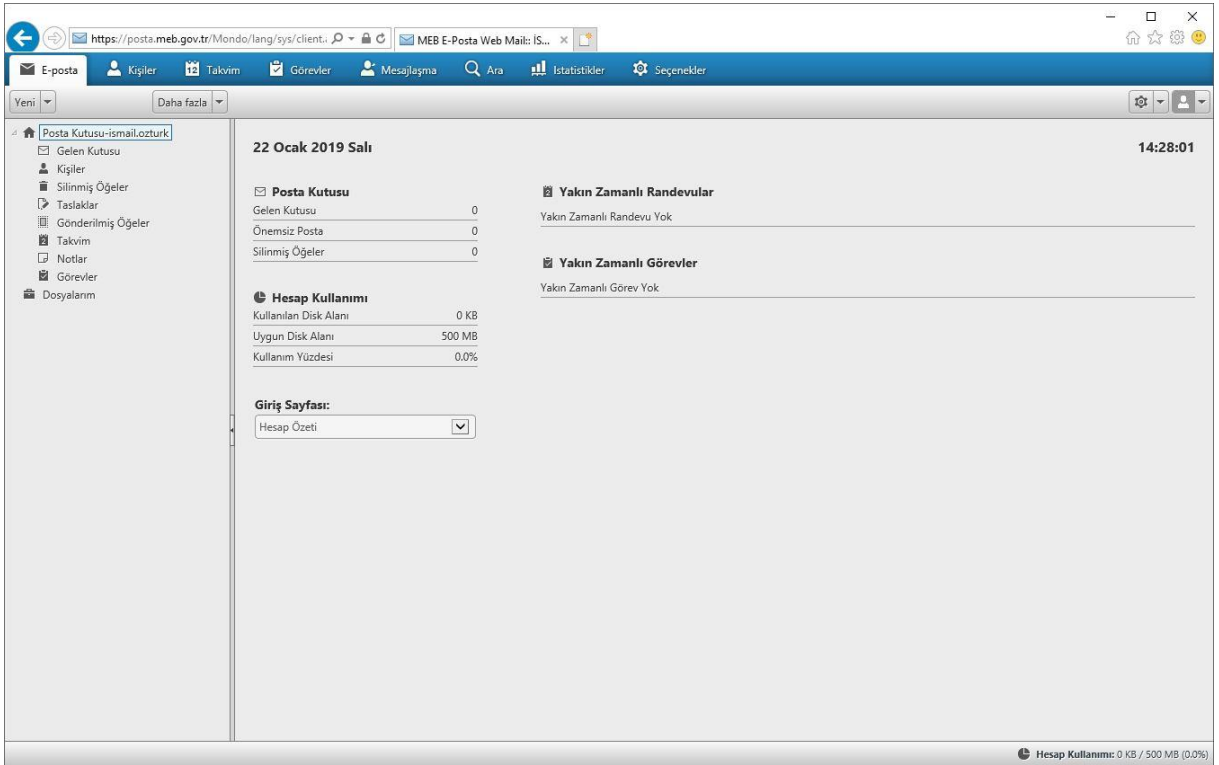 https://posta.meb.gov.tr/Mondo/lang/sys/client.
MEB E-Posta Web Mail:: İS...
E-posta
Kişiler
12 Takvim
Görevler
Mesajlaşma
Ara
Istatistikler
Seçenekler
Yeni
Daha fazla
Posta Kutusu-ismail.ozturk
Gelen Kutusu
Kişiler
Silinmiş Öğeler
Taslaklar
Gönderilmiş Öğeler
Takvim
Notlar
Görevler
Dosyalarım
22 Ocak 2019 Salı
14:28:01
Posta Kutusu
Gelen Kutusu 0
Önemsiz Posta 0
Silinmiş Öğeler 0
Hesap Kullanımı
Kullanılan Disk Alanı 0 KB
Uygun Disk Alanı 500 MB
Kullanım Yüzdesi 0.0%
Giriş Sayfası:
Hesap Özeti
Yakın Zamanlı Randevular
Yakın Zamanlı Randevu Yok
Yakın Zamanlı Görevler
Yakın Zamanlı Görev Yok
Hesap Kullanımı: 0 KB / 500 MB (0.0%)